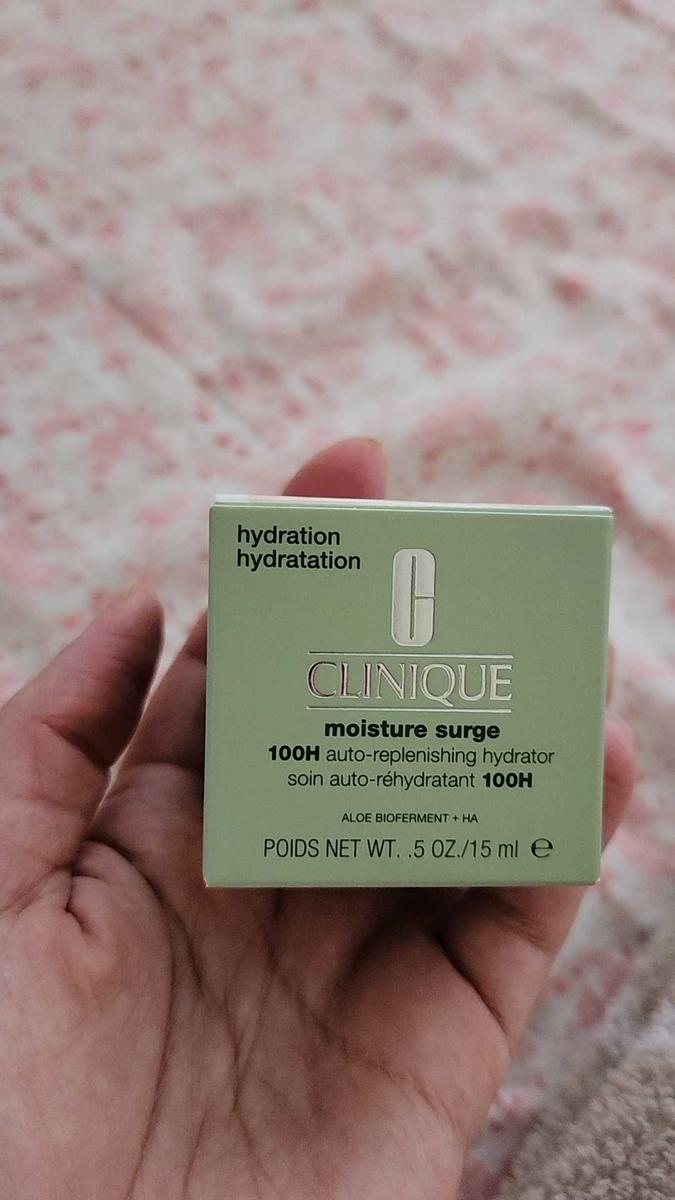 hydration
hydratation
C
CLINIQUE
moisture surge
100H auto-replenishing hydrator
soin auto-réhydratant 100H
ALOE BIOFERMENT + HA
POIDS NET WT. .5 OZ./15 ml ℮